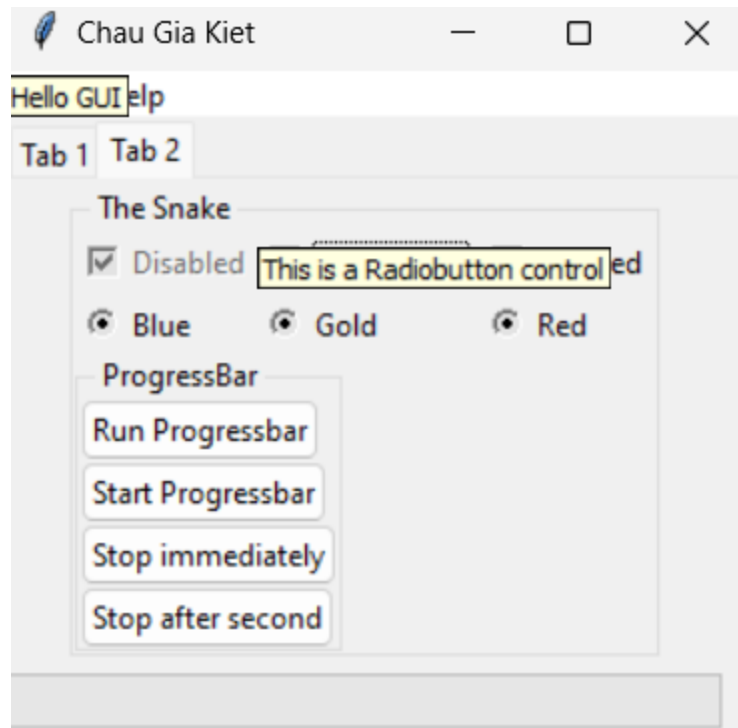 Chau Gia Kiet
Hello GUI elp
Tab 1 Tab 2
The Snake
Disabled This is a Radiobutton control ed
Blue Gold Red
ProgressBar
Run Progressbar
Start Progressbar
Stop immediately
Stop after second